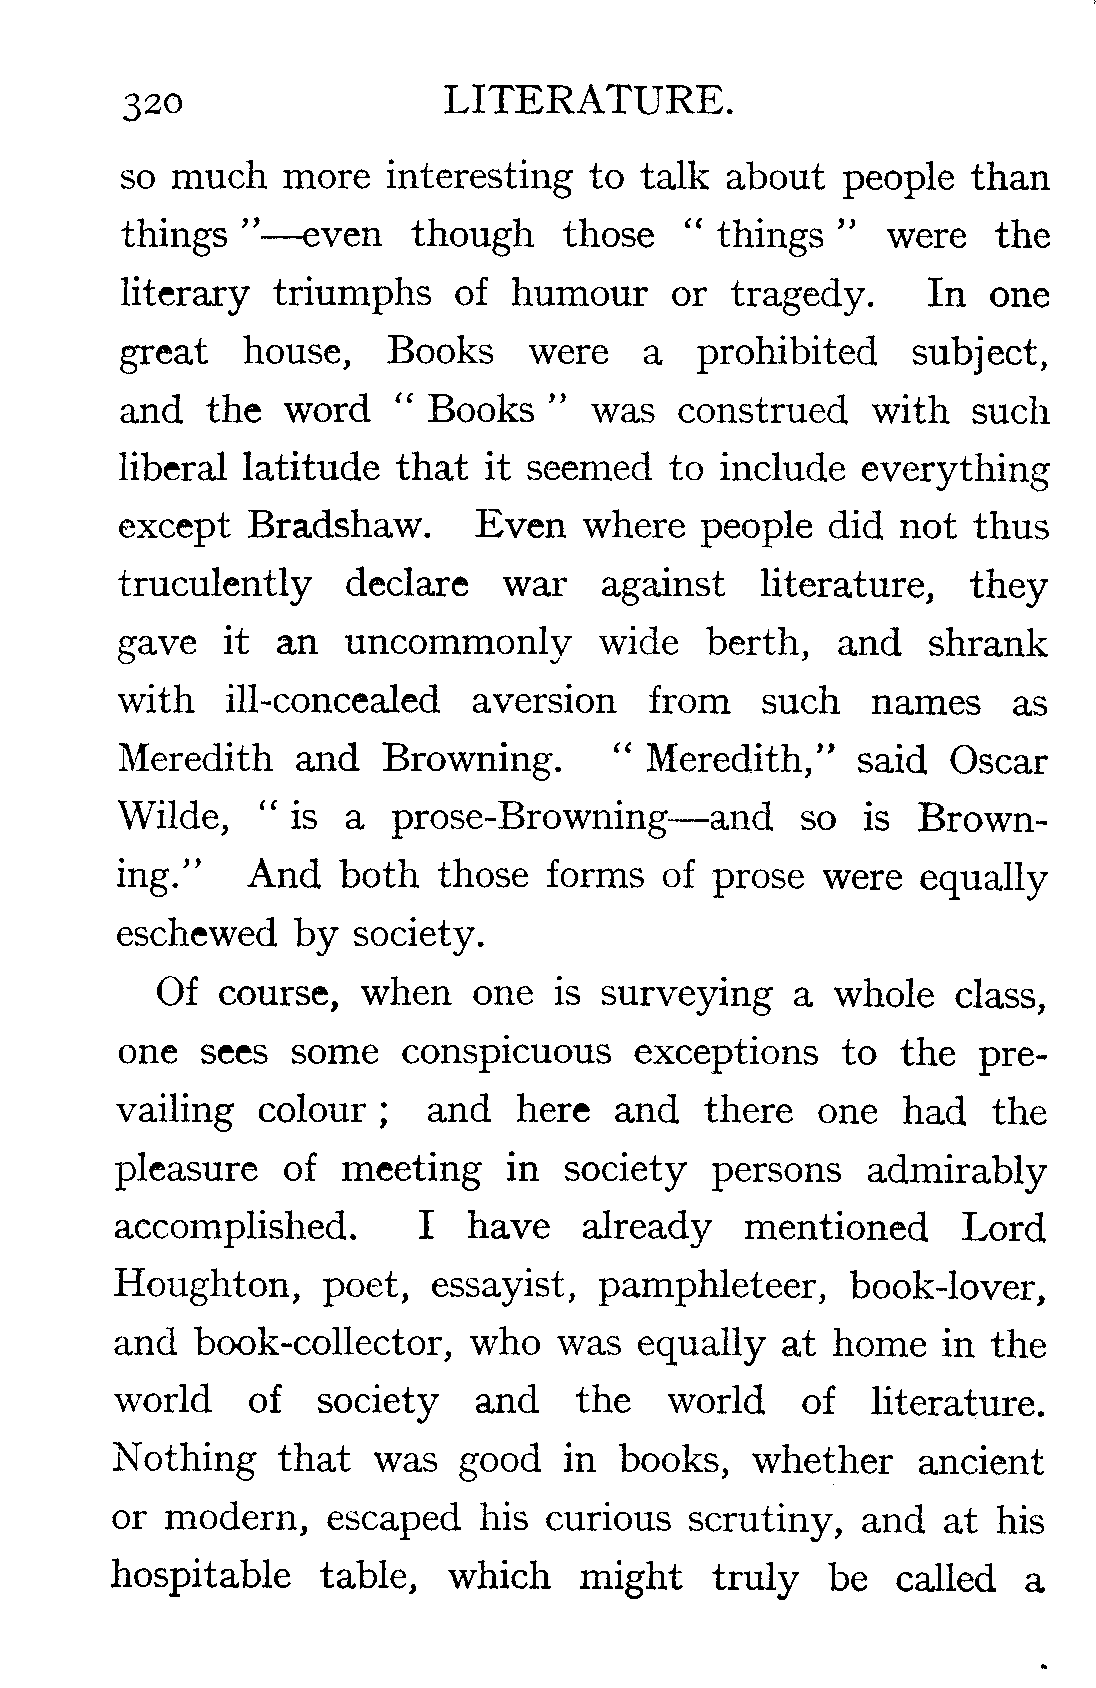 320 LITERATURE.
so much more interesting to talk about people than
things "—even though those " things " were the
literary triumphs of humour or tragedy. In one
great house, Books were a prohibited subject,
and the word " Books " was construed with such
liberal latitude that it seemed to include everything
except Bradshaw. Even where people did not thus
truculently declare war against literature, they
gave it an uncommonly wide berth, and shrank
with ill-concealed aversion from such names as
Meredith and Browning. " Meredith," said Oscar
Wilde, " is a prose-Browning—and so is Brown-
ing." And both those forms of prose were equally
eschewed by society.
Of course, when one is surveying a whole class,
one sees some conspicuous exceptions to the pre-
vailing colour ; and here and there one had the
pleasure of meeting in society persons admirably
accomplished. I have already mentioned Lord
Houghton, poet, essayist, pamphleteer, book-lover,
and book-collector, who was equally at home in the
world of society and the world of literature.
Nothing that was good in books, whether ancient
or modern, escaped his curious scrutiny, and at his
hospitable table, which might truly be called a